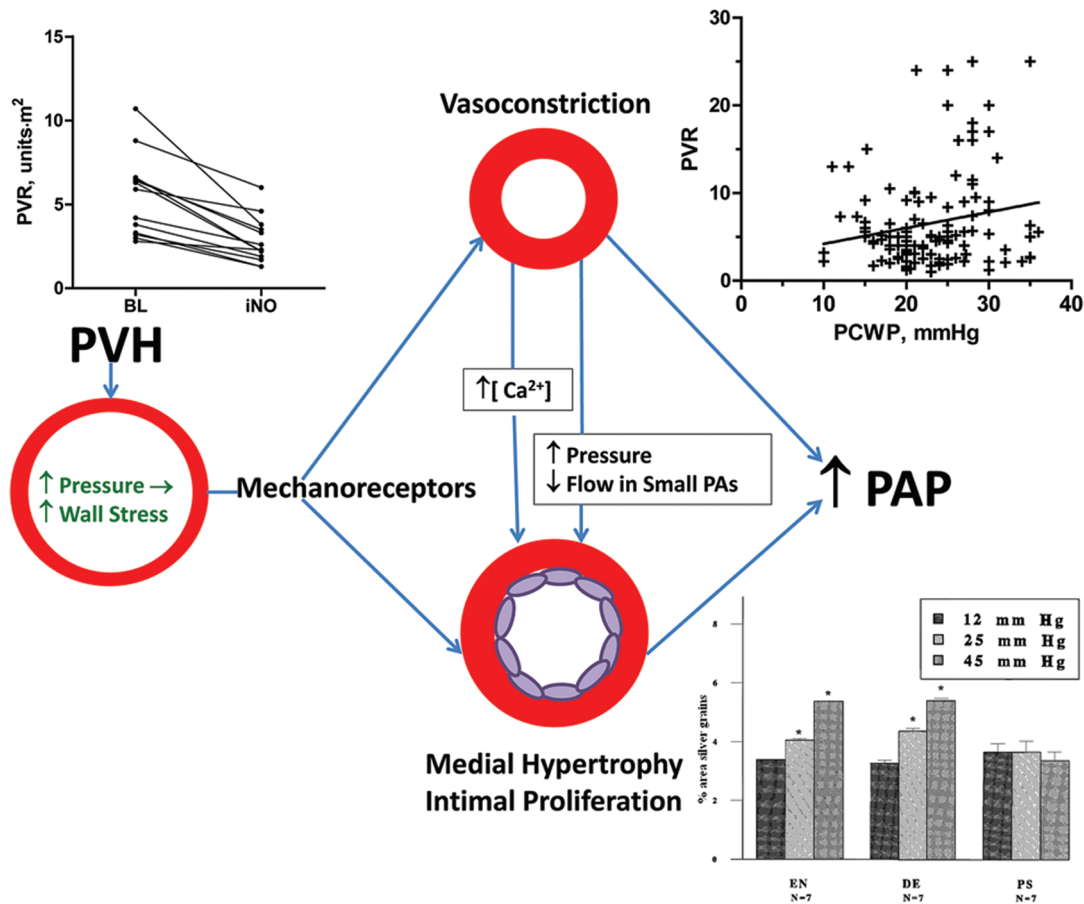 15
10
5
0
PVR, units·m²
BL
iNO
PVH
↑ Pressure →
↑ Wall Stress
Mechanoreceptors
Vasoconstriction
↑[ Ca²⁺]
↑ Pressure
↓ Flow in Small PAs
Medial Hypertrophy
Intimal Proliferation
30
20
10
0
PVR
0
10
20
30
40
PCWP, mmHg
↑ PAP
12 mm Hg
25 mm Hg
45 mm Hg
8
6
4
2
0
% area silver grains
*
*
*
*
EN
N=7
DE
N=7
PS
N=7